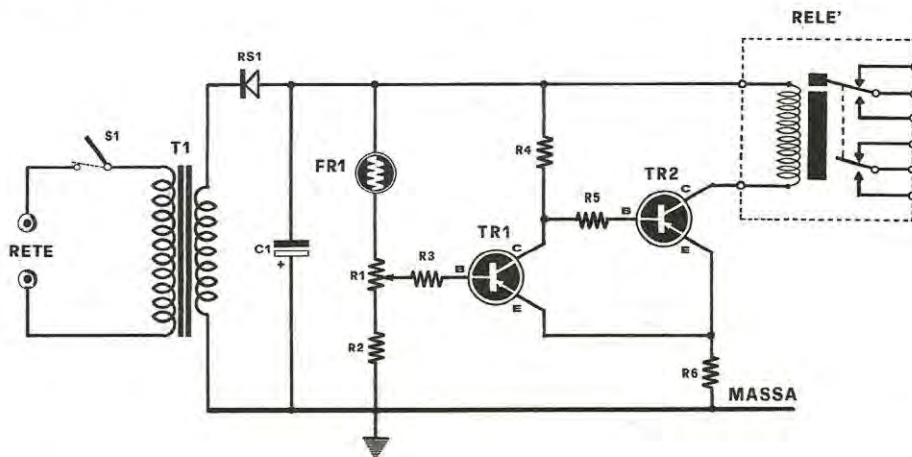 RELE'
RS1
S1
T1
R4
FR1
R5
B
C
TR2
E
RETE
C1
+
R1
R3
TR1
B
C
E
R2
R6
MASSA